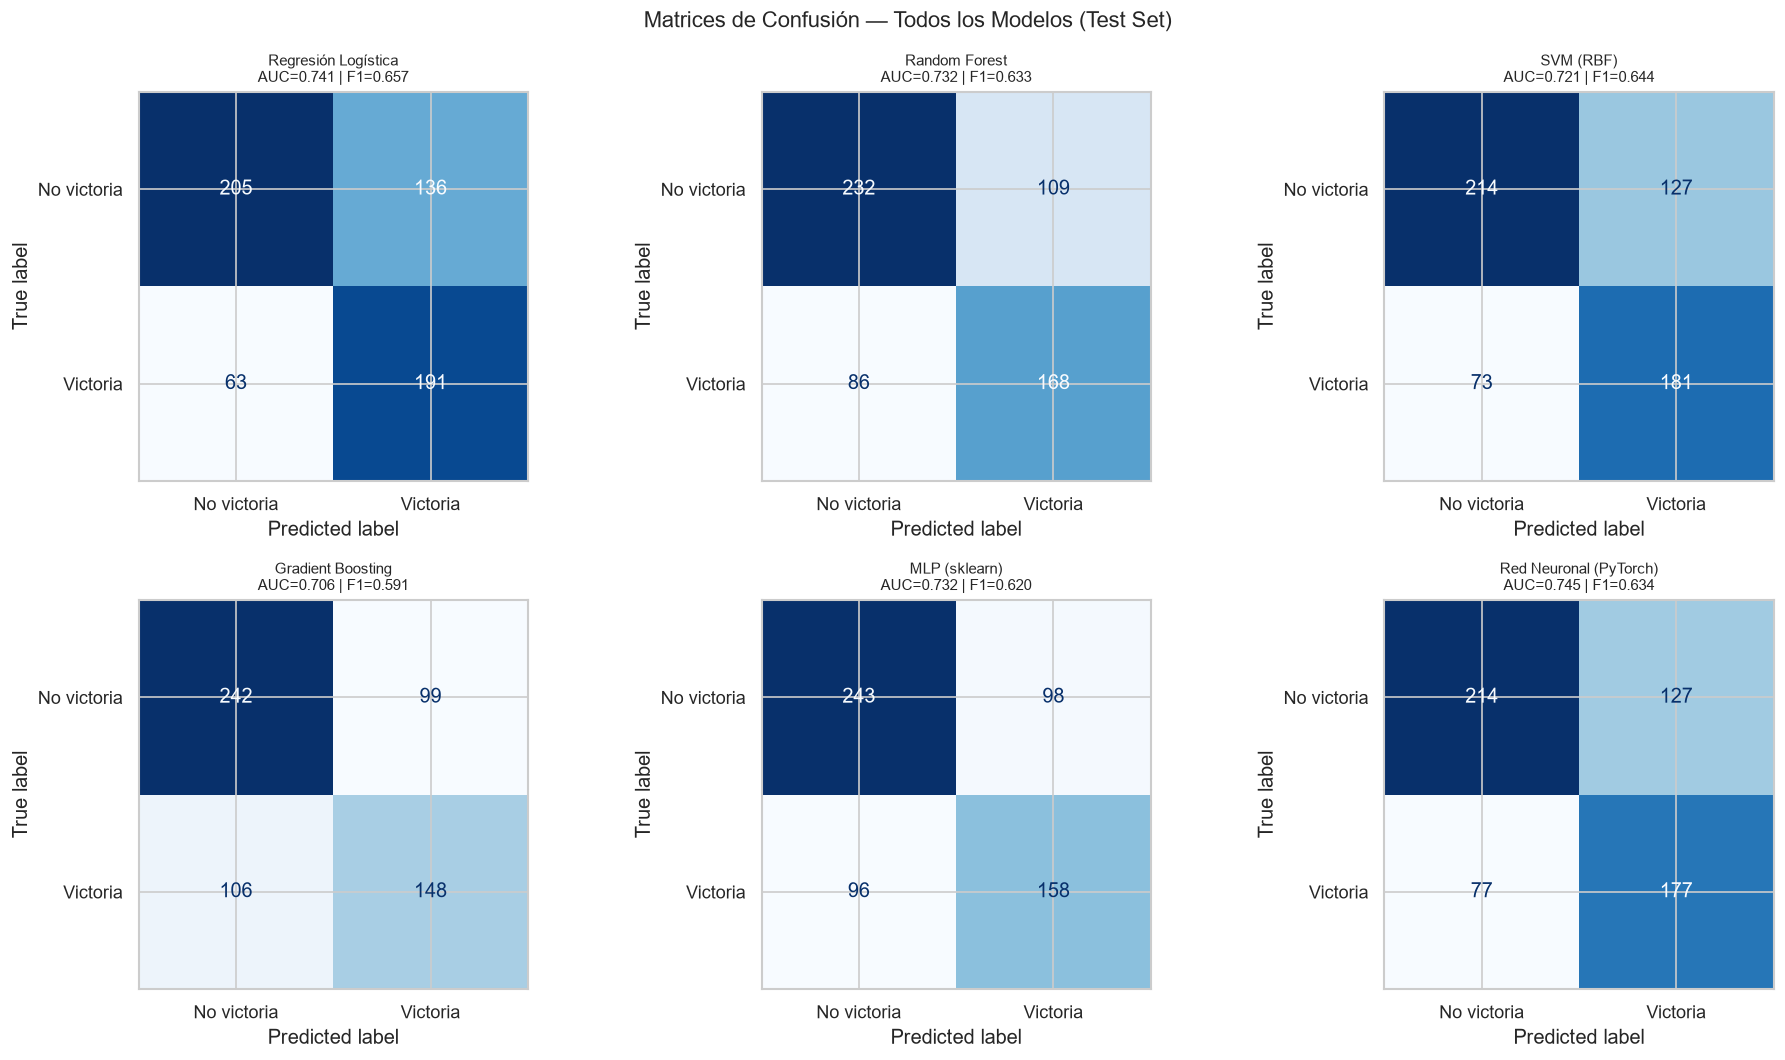 Matrices de Confusión — Todos los Modelos (Test Set)
Regresión Logística
AUC=0.741 | F1=0.657
No victoria
205
136
Victoria
63
191
True label
No victoria
Victoria
Predicted label
Random Forest
AUC=0.732 | F1=0.633
No victoria
232
109
Victoria
86
168
True label
No victoria
Victoria
Predicted label
SVM (RBF)
AUC=0.721 | F1=0.644
No victoria
214
127
Victoria
73
181
True label
No victoria
Victoria
Predicted label
Gradient Boosting
AUC=0.706 | F1=0.591
No victoria
242
99
Victoria
106
148
True label
No victoria
Victoria
Predicted label
MLP (sklearn)
AUC=0.732 | F1=0.620
No victoria
243
98
Victoria
96
158
True label
No victoria
Victoria
Predicted label
Red Neuronal (PyTorch)
AUC=0.745 | F1=0.634
No victoria
214
127
Victoria
77
177
True label
No victoria
Victoria
Predicted label